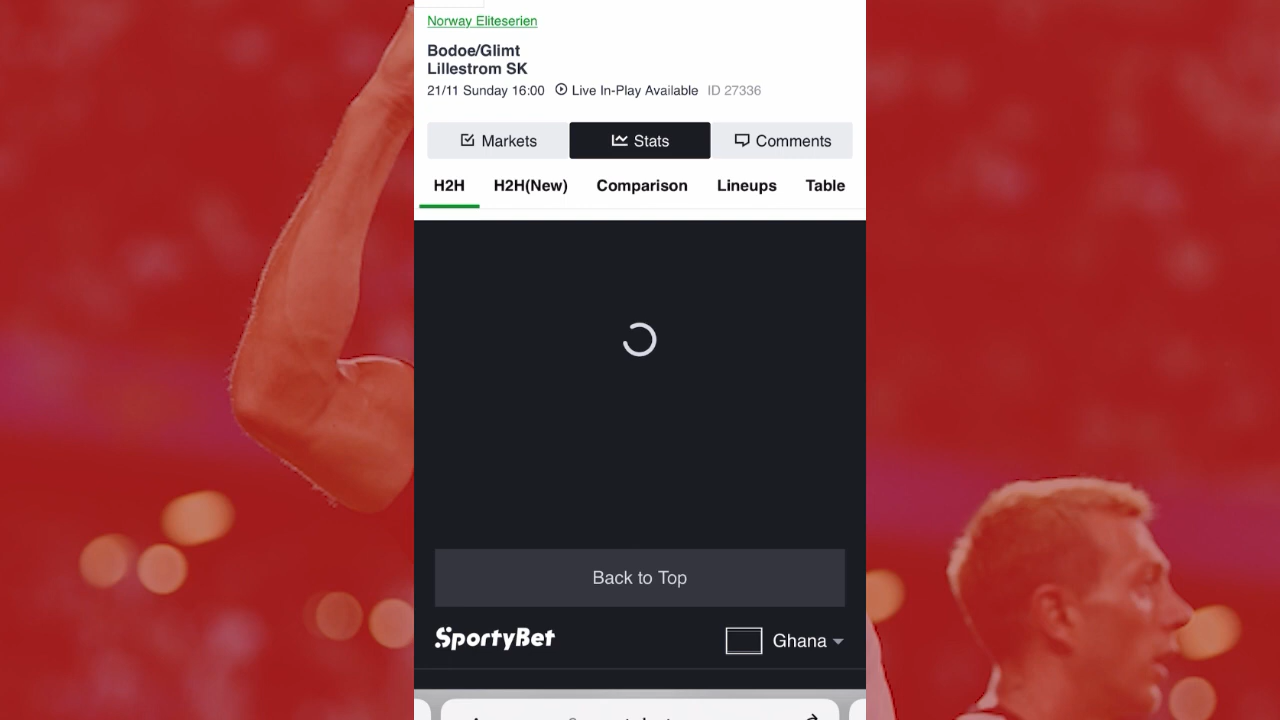 Norway Eliteserien
Bodoe/Glimt
Lillestrom SK
21/11 Sunday 16:00 Live In-Play Available ID 27336
Markets Stats Comments
H2H H2H(New) Comparison Lineups Table
Back to Top
SportyBet Ghana